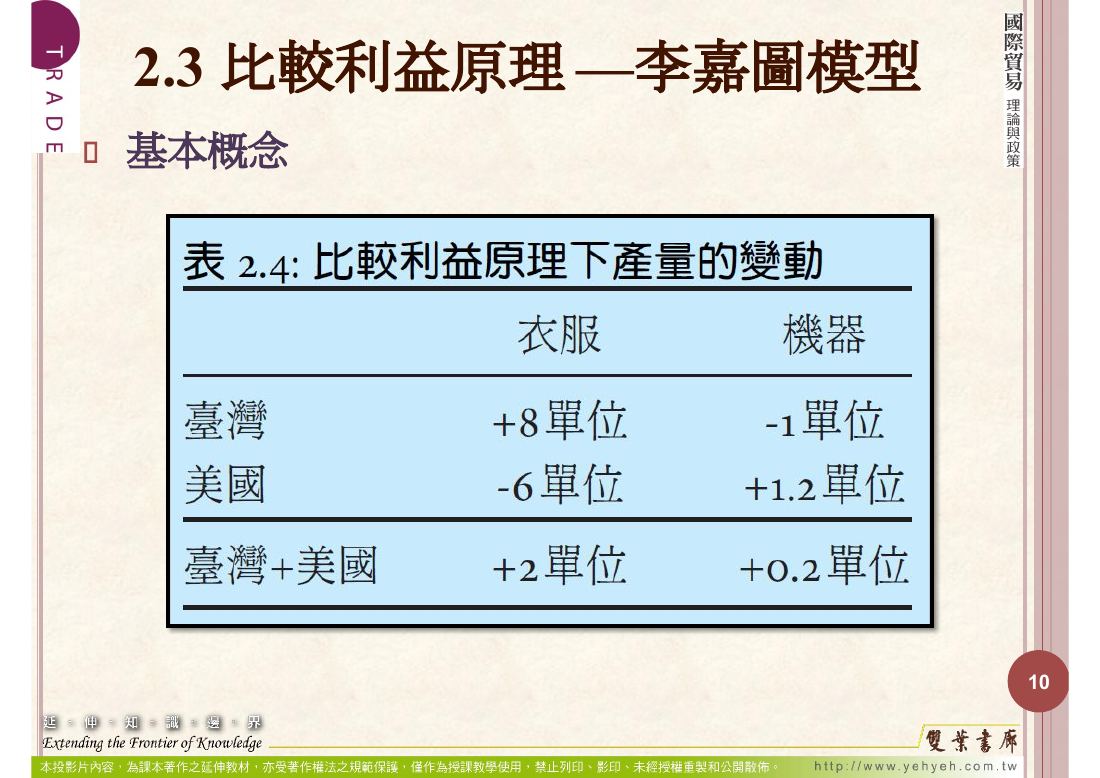 TRADE
2.3 比較利益原理 —李嘉圖模型
國際貿易 理論與政策
基本概念
表 2.4: 比較利益原理下產量的變動
衣服 機器
臺灣 +8單位 -1單位
美國 -6單位 +1.2單位
臺灣+美國 +2單位 +0.2單位
10
延。伸。知。識。邊。界
Extending the Frontier of Knowledge
雙葉書廊
本投影片內容，為課本著作之延伸教材，亦受著作權法之規範保護，僅作為授課教學使用，禁止列印、影印、未經授權重製和公開散佈。 http://www.yehyeh.com.tw